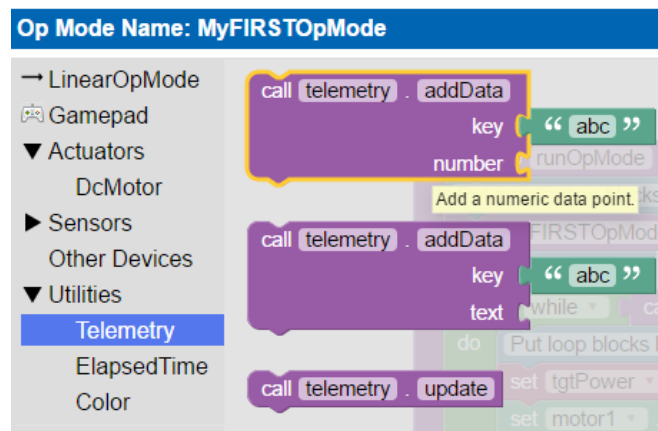 Op Mode Name: MyFIRSTOpMode
LinearOpMode
Gamepad
Actuators
DcMotor
Sensors
Other Devices
Utilities
Telemetry
ElapsedTime
Color
call telemetry . addData
key “ abc ”
number
runOpMode
Add a numeric data point.
call telemetry . addData
FIRSTOpMod
key “ abc ”
text
while
ca
do Put loop blocks
call telemetry . update
set tgtPower
set motor1